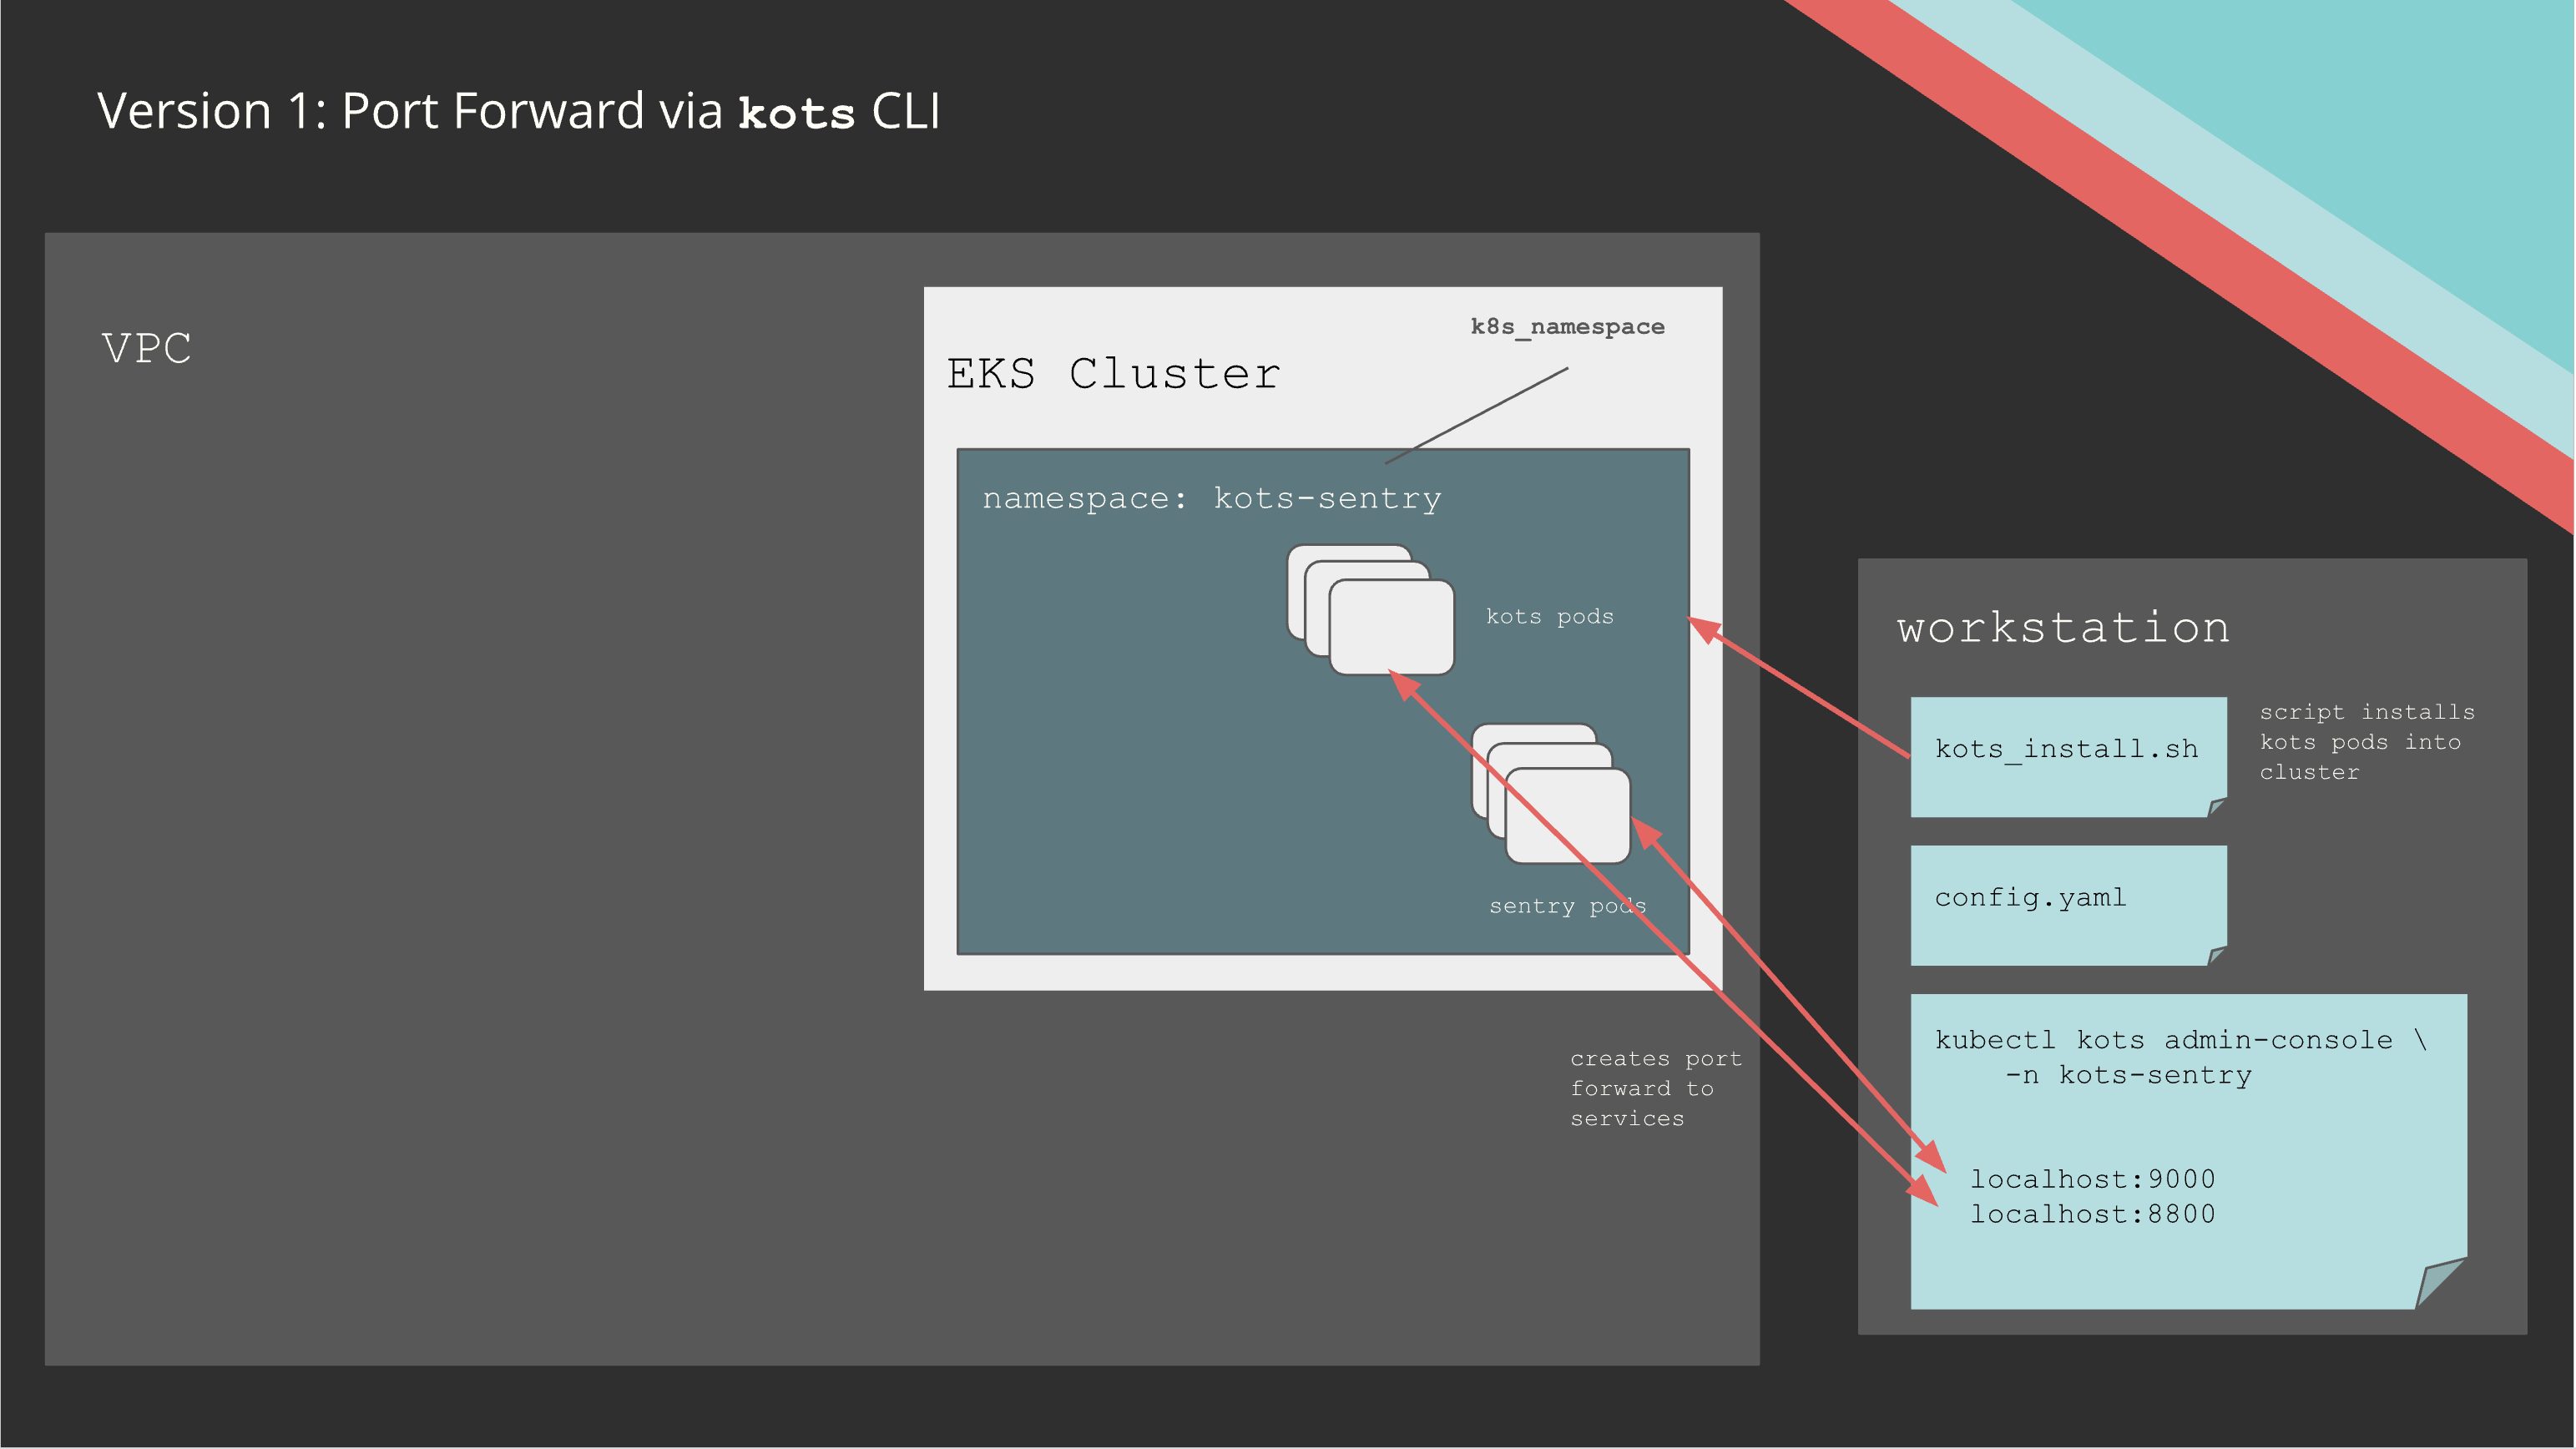 Version 1: Port Forward via kots CLI
VPC
EKS Cluster
k8s_namespace
namespace: kots-sentry
kots pods
sentry pods
creates port
forward to
services
workstation
kots_install.sh
script installs
kots pods into
cluster
config.yaml
kubectl kots admin-console \
-n kots-sentry
localhost:9000
localhost:8800